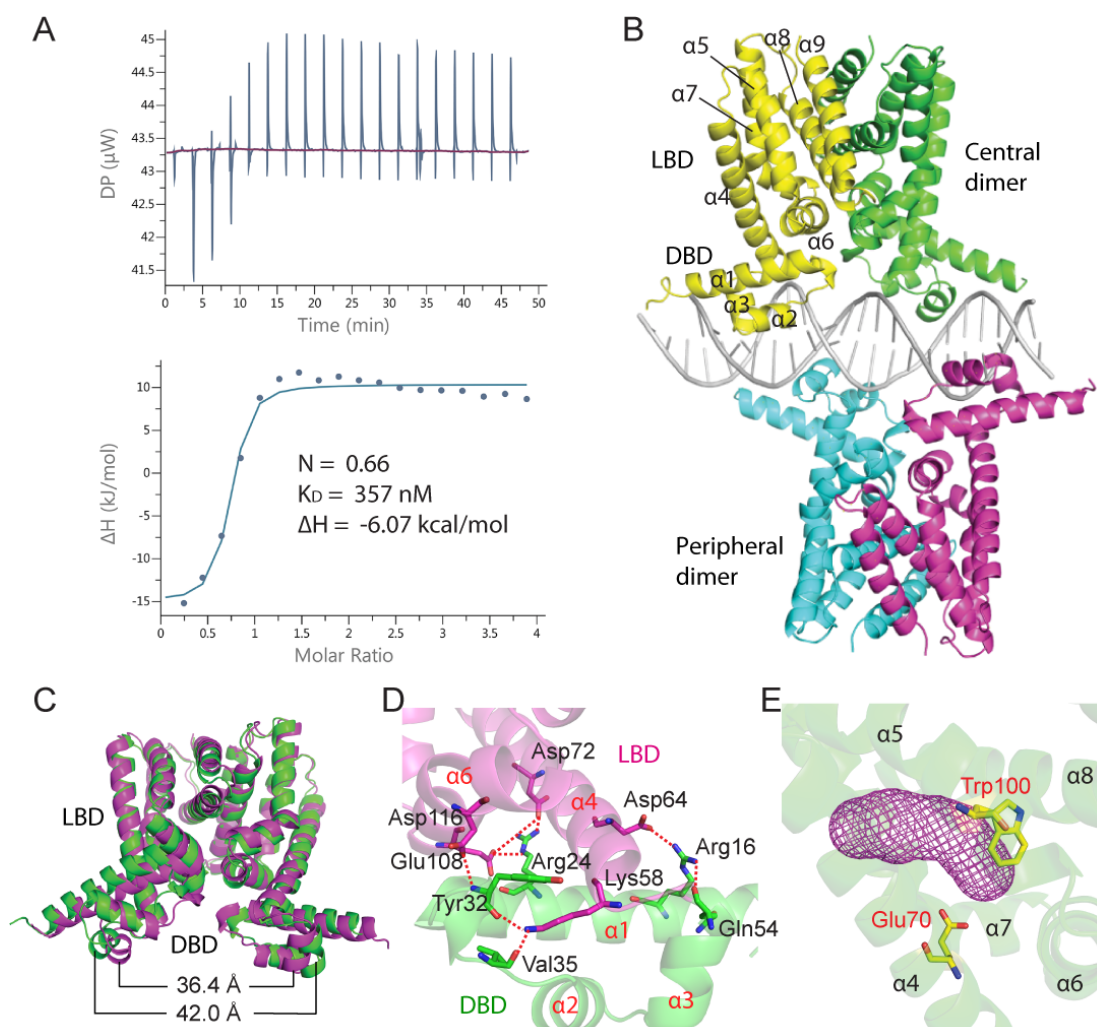 A
45
44.5
44
43.5
43
42.5
42
41.5
DP (µW)
0 5 10 15 20 25 30 35 40 45 50
Time (min)
10
5
0
-5
-10
-15
ΔH (kJ/mol)
N = 0.66
KD = 357 nM
ΔH = -6.07 kcal/mol
0 0.5 1 1.5 2 2.5 3 3.5 4
Molar Ratio
B
α5
α8
α9
α7
LBD
α4
α6
DBD
α1
α3
α2
Central
dimer
Peripheral
dimer
C
LBD
DBD
36.4 Å
42.0 Å
D
Asp72
LBD
α6
α4
Asp64
Asp116
Glu108
Arg24
Arg16
Lys58
Tyr32
α1
Gln54
Val35
DBD
α2
α3
E
α5
α8
Trp100
Glu70
α7
α4
α6